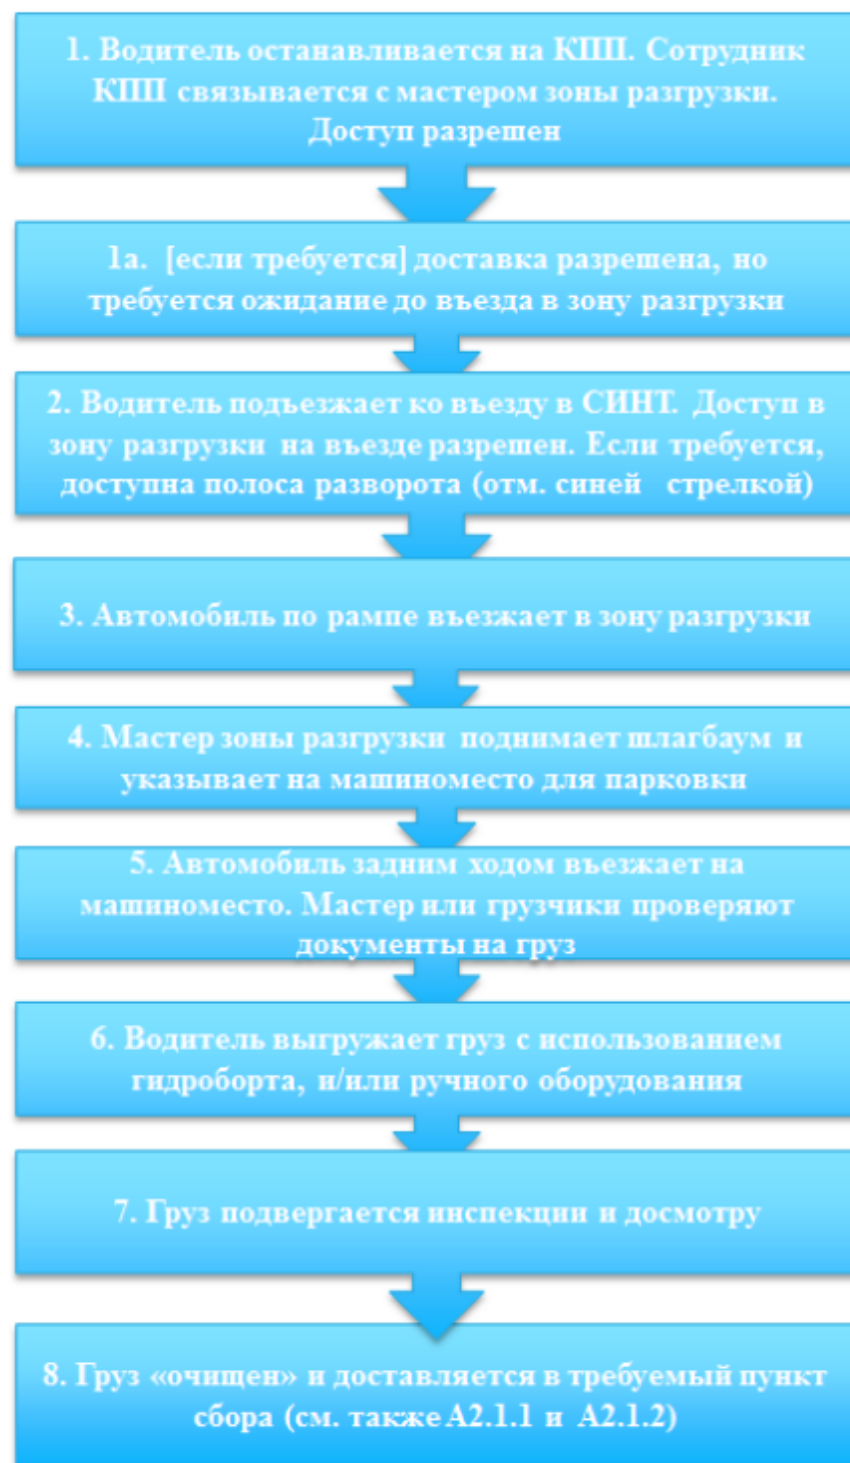 1. Водитель останавливается на КПП. Сотрудник
КПП связывается с мастером зоны разгрузки.
Доступ разрешен
1а. [если требуется] доставка разрешена, но
требуется ожидание до въезда в зону разгрузки
2. Водитель подъезжает ко въезду в СИНТ. Доступ в
зону разгрузки на въезде разрешен. Если требуется,
доступна полоса разворота (отм. синей стрелкой)
3. Автомобиль по рампе въезжает в зону разгрузки
4. Мастер зоны разгрузки поднимает шлагбаум и
указывает на машиноместо для парковки
5. Автомобиль задним ходом въезжает на
машиноместо. Мастер или грузчики проверяют
документы на груз
6. Водитель выгружает груз с использованием
гидроборта, и/или ручного оборудования
7. Груз подвергается инспекции и досмотру
8. Груз «очищен» и доставляется в требуемый пункт
сбора (см. также А2.1.1 и А2.1.2)